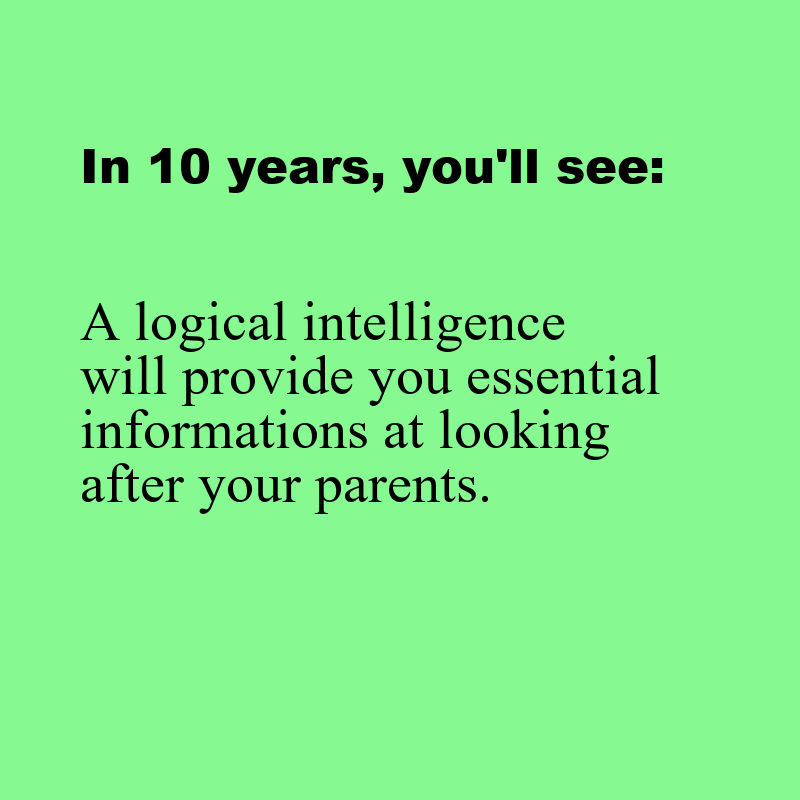 In 10 years, you'll see:
A logical intelligence
will provide you essential
informations at looking
after your parents.